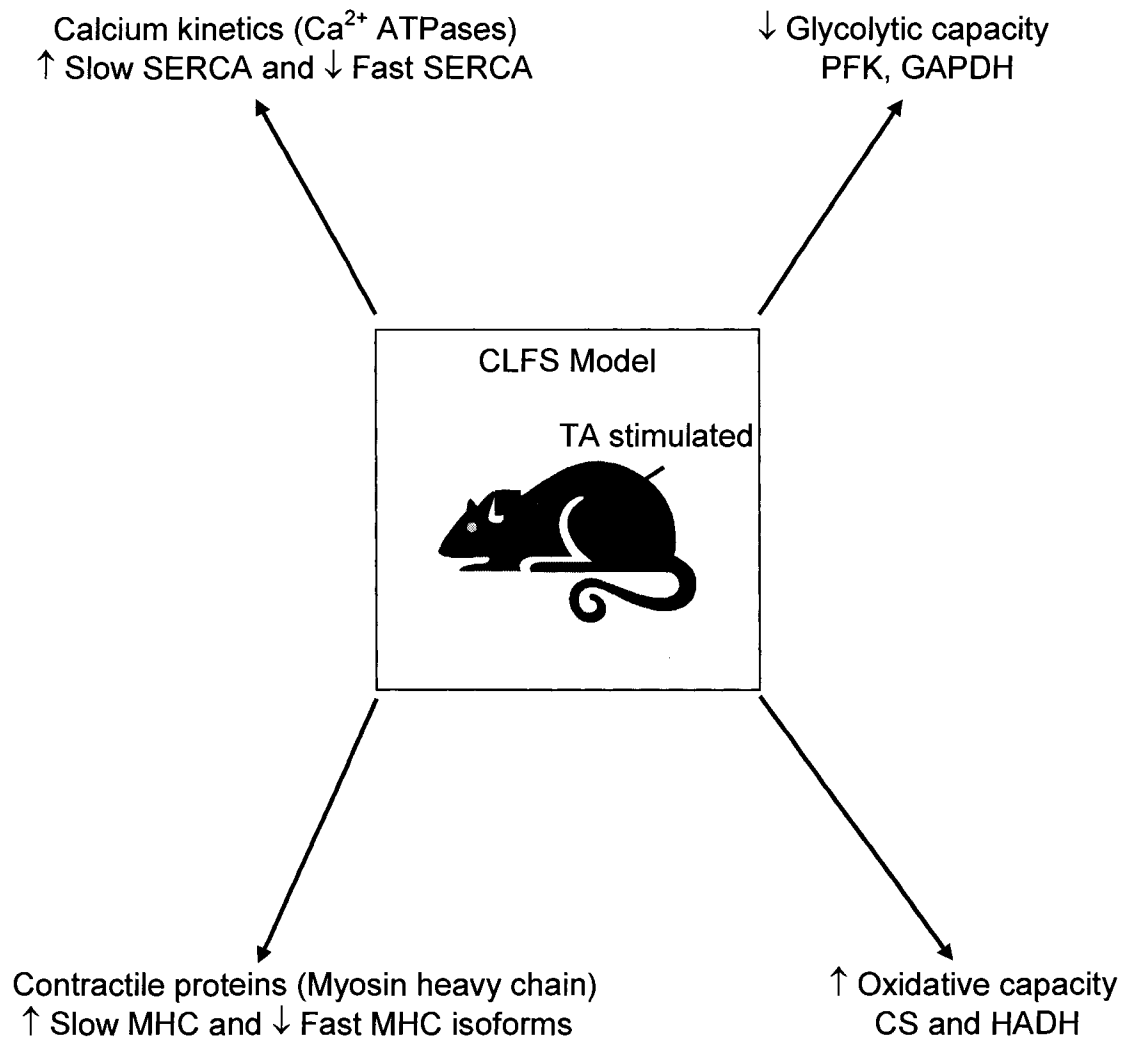 Calcium kinetics (Ca²⁺ ATPases)
↑ Slow SERCA and ↓ Fast SERCA
↓ Glycolytic capacity
PFK, GAPDH
CLFS Model
TA stimulated
Contractile proteins (Myosin heavy chain)
↑ Slow MHC and ↓ Fast MHC isoforms
↑ Oxidative capacity
CS and HADH